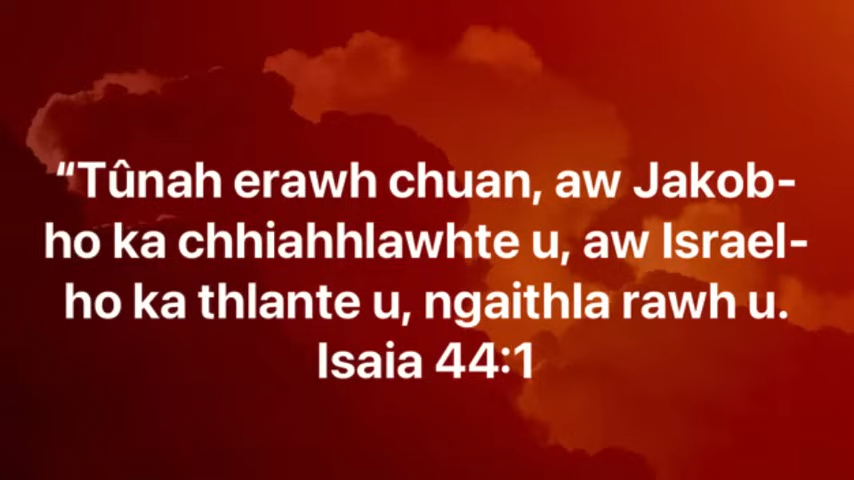 “Tûnah erawh chuan, aw Jakob-
ho ka chhiahhlawhte u, aw Israel-
ho ka thlante u, ngaithla rawh u.
Isaia 44:1